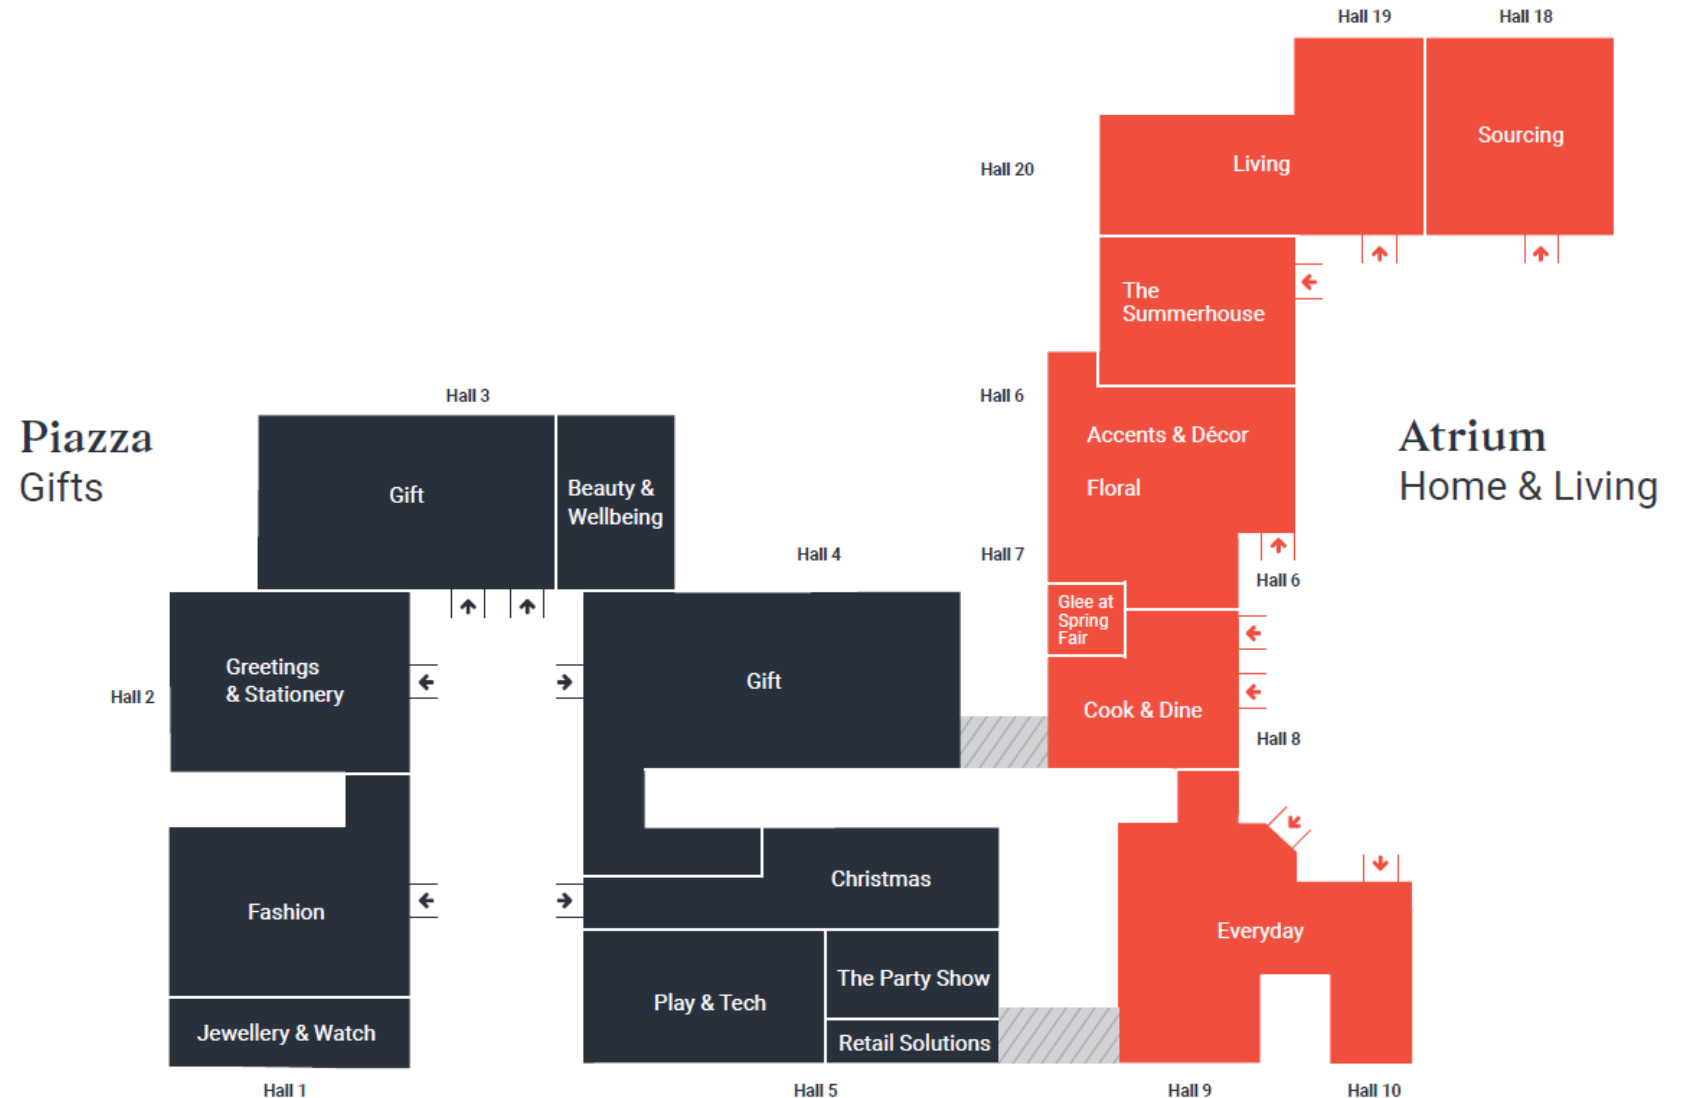 Hall 19
Hall 18
Sourcing
Living
Hall 20
The
Summerhouse
Hall 3
Hall 6
Piazza
Gifts
Accents & Décor
Atrium
Home & Living
Gift
Beauty &
Wellbeing
Floral
Hall 4
Hall 7
Hall 6
Glee at
Spring
Fair
Greetings
& Stationery
Gift
Hall 2
Cook & Dine
Hall 8
Christmas
Fashion
Everyday
The Party Show
Play & Tech
Jewellery & Watch
Retail Solutions
Hall 1
Hall 5
Hall 9
Hall 10